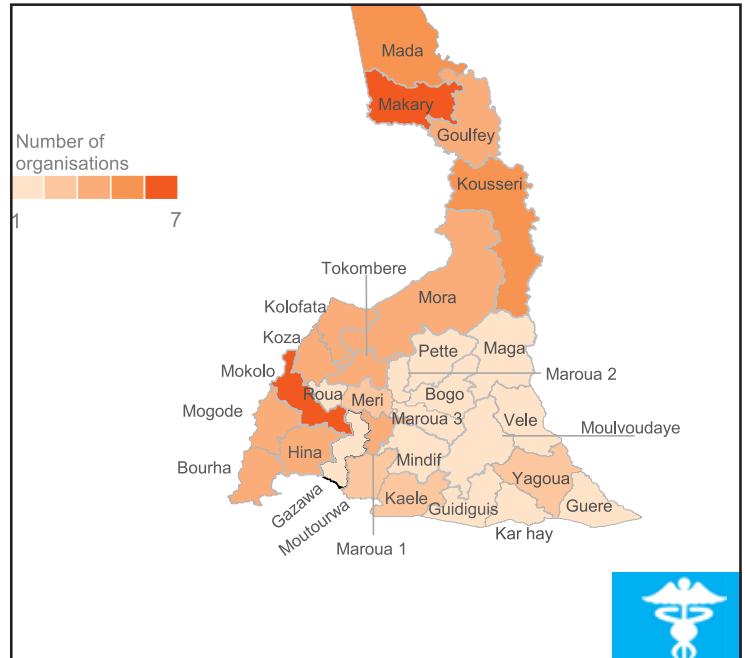 Mada
Makary
Goulfey
Number of
organisations
1
7
Kousseri
Tokombere
Mora
Kolofata
Koza
Pette
Maga
Mokolo
Maroua 2
Roua
Meri
Bogo
Mogode
Maroua 3
Vele
Moulvoudaye
Hina
Mindif
Bourha
Yagoua
Gazawa
Kaele
Moutourwa
Guidiguis
Guere
Kar hay
Maroua 1